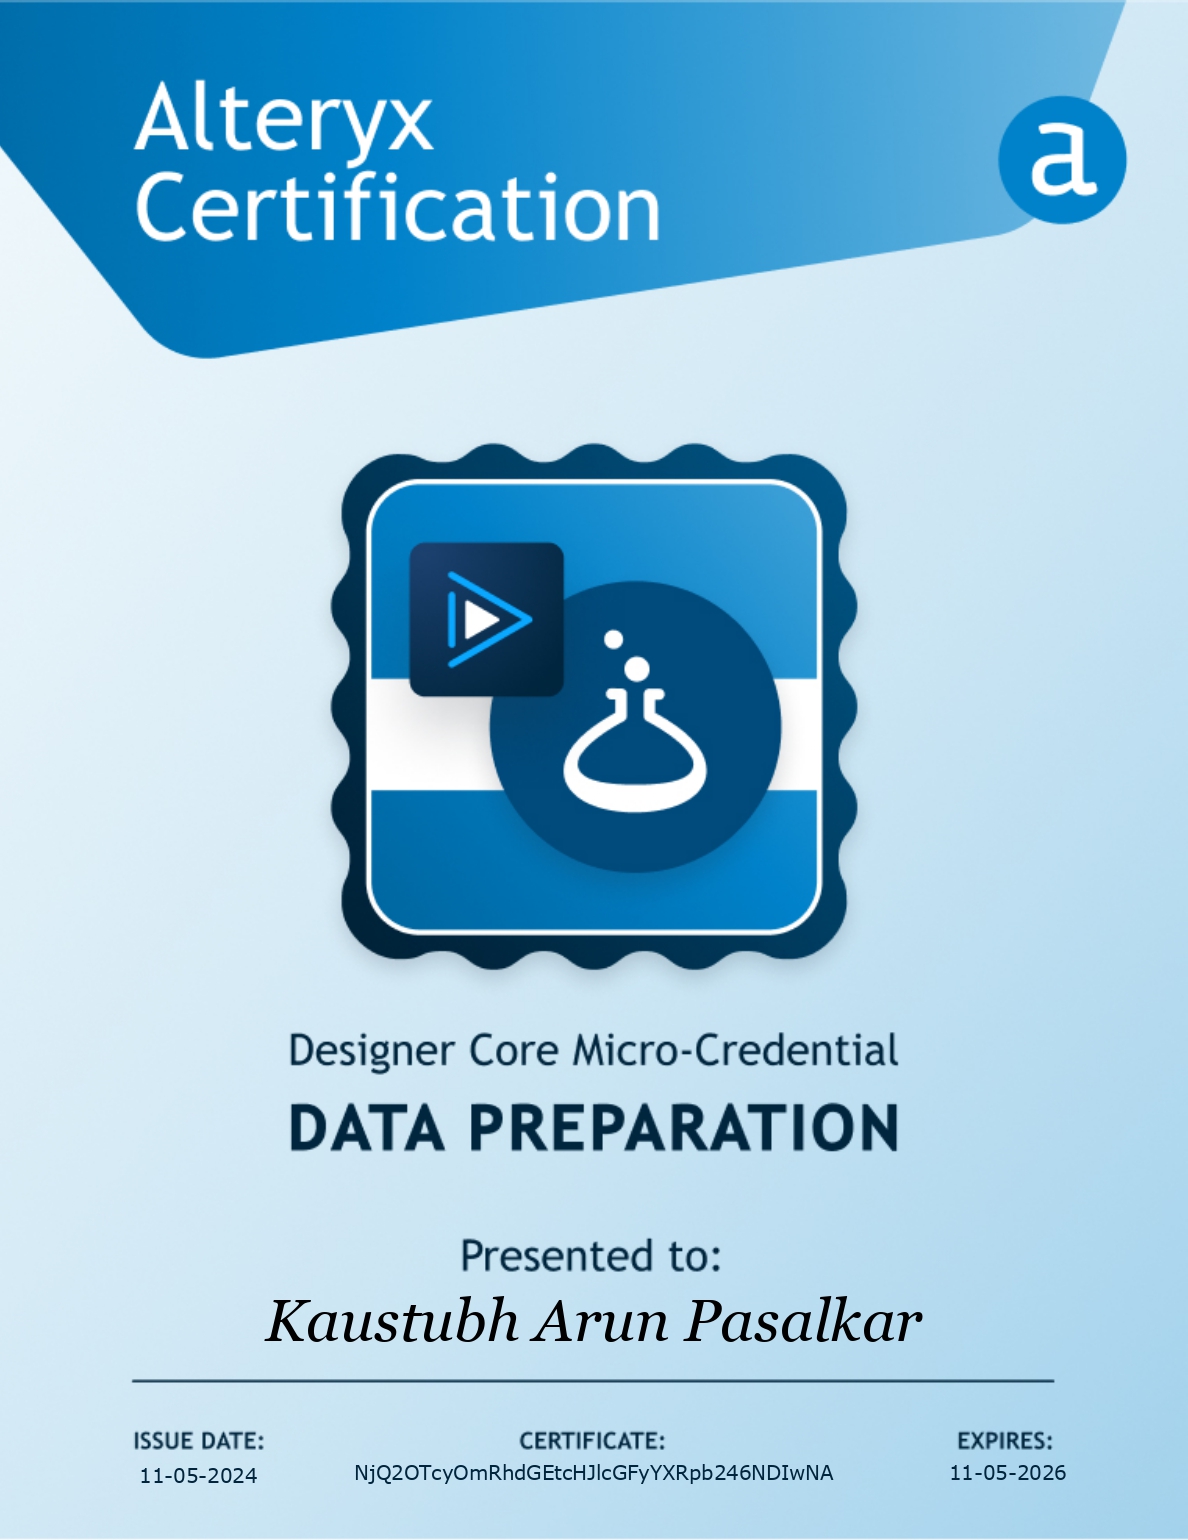 Alteryx
Certification
a
Designer Core Micro-Credential
DATA PREPARATION
Presented to:
Kaustubh Arun Pasalkar
ISSUE DATE: CERTIFICATE: EXPIRES:
11-05-2024 NjQ2OTcyOmRhdGEtcHJlcGFyYXRpb246NDIwNA 11-05-2026